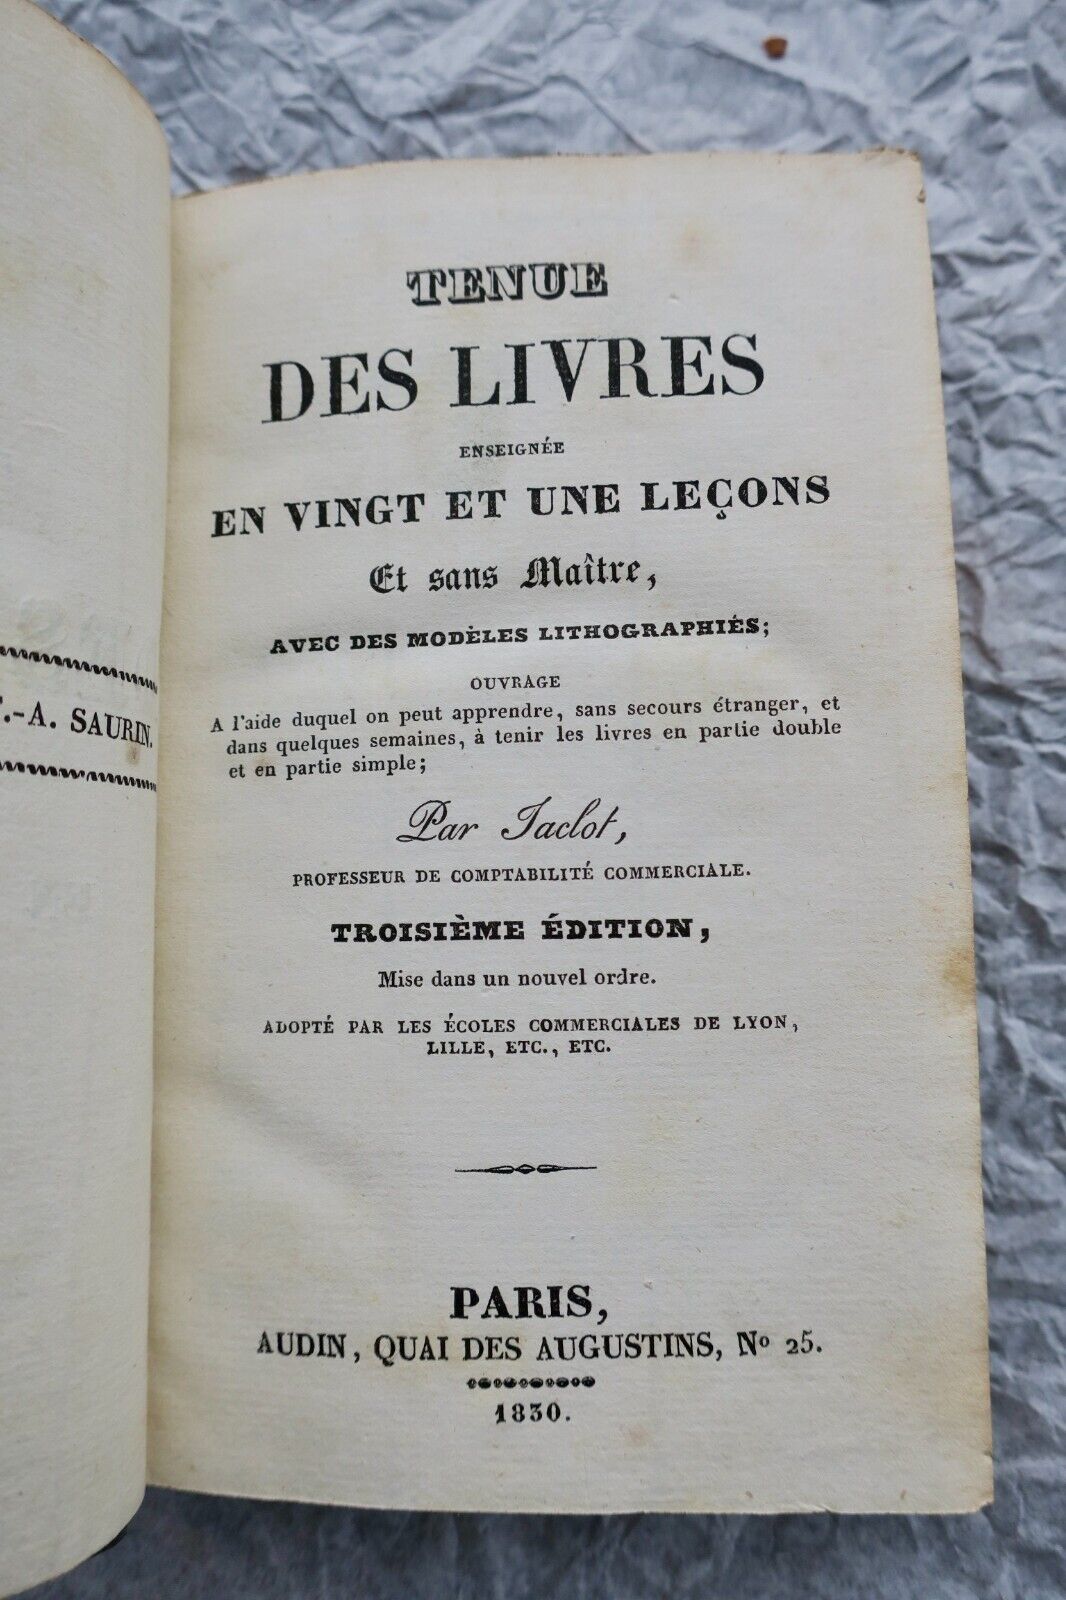 -A. SAURIN.
TENUE
DES LIVRES
ENSEIGNÉE
EN VINGT ET UNE LEÇONS
Et sans Maître,
AVEC DES MODÈLES LITHOGRAPHIÉS;
OUVRAGE
A l'aide duquel on peut apprendre, sans secours étranger, et
dans quelques semaines, à tenir les livres en partie double
et en partie simple;
Par Jaclot,
PROFESSEUR DE COMPTABILITÉ COMMERCIALE.
TROISIÈME ÉDITION,
Mise dans un nouvel ordre.
ADOPTÉ PAR LES ÉCOLES COMMERCIALES DE LYON,
LILLE, ETC., ETC.
PARIS,
AUDIN, QUAI DES AUGUSTINS, No 25.
1830.